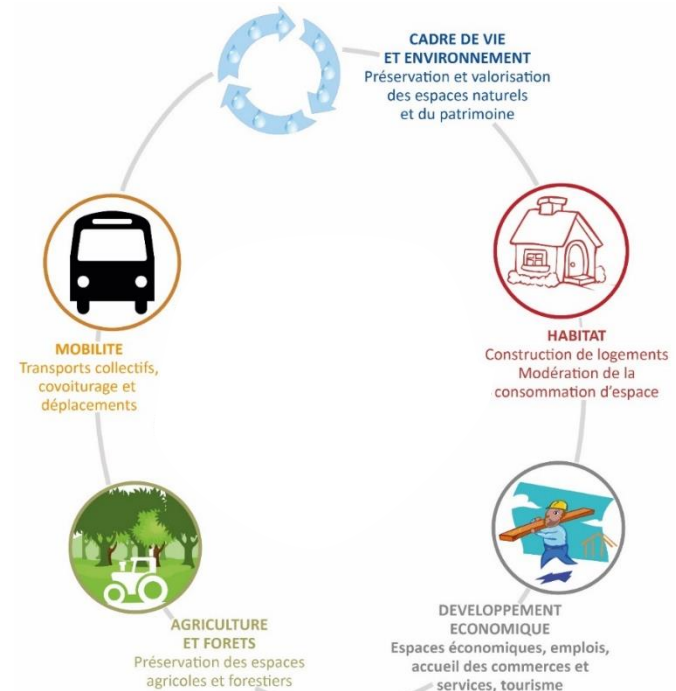 CADRE DE VIE
ET ENVIRONNEMENT
Préservation et valorisation
des espaces naturels
et du patrimoine
HABITAT
Construction de logements
Modération de la
consommation d'espace
DEVELOPPEMENT
ECONOMIQUE
Espaces économiques, emplois,
accueil des commerces et
services, tourisme
AGRICULTURE
ET FORETS
Préservation des espaces
agricoles et forestiers
MOBILITE
Transports collectifs,
covoiturage et
déplacements